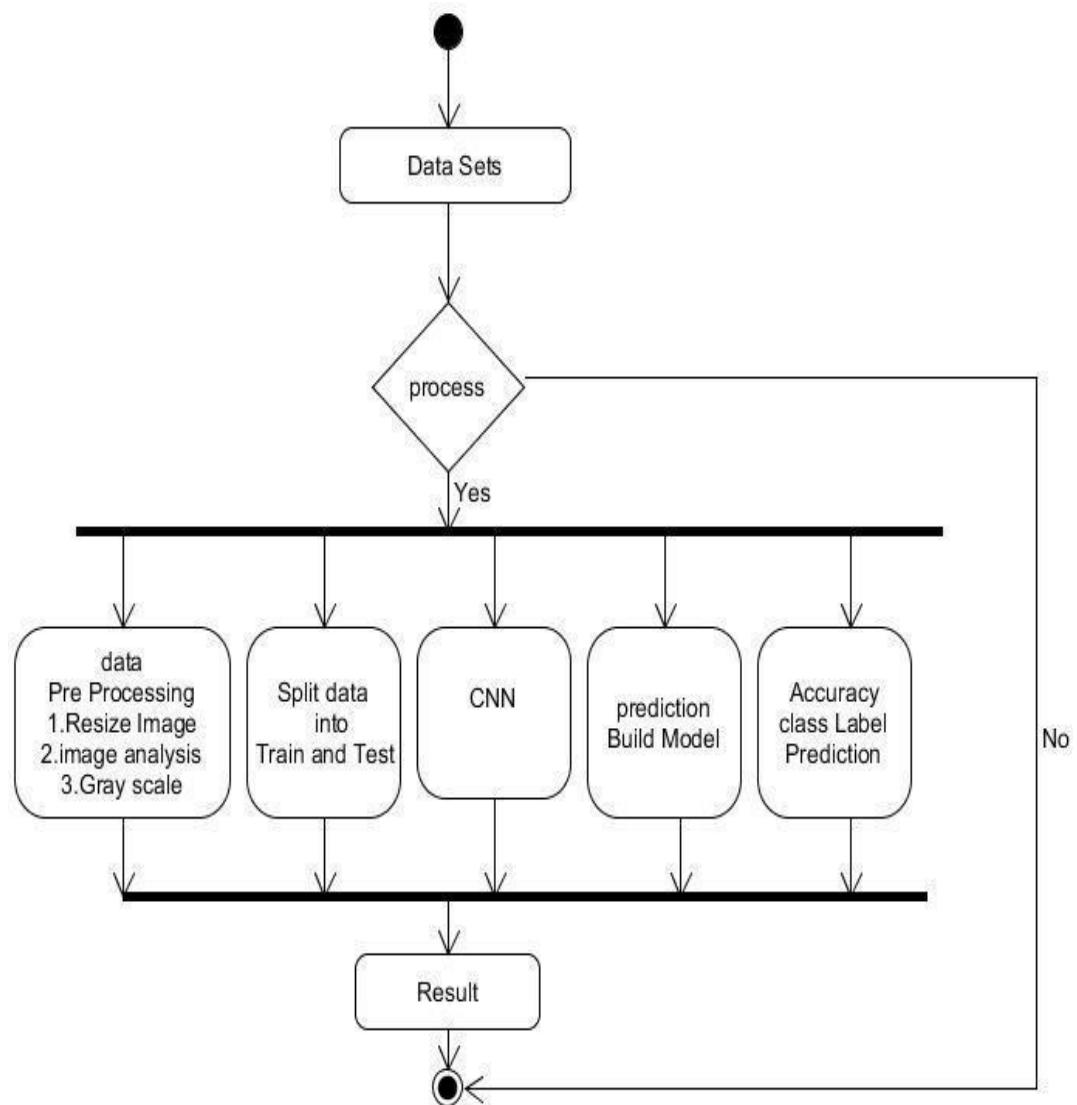 Data Sets
process
Yes
data
Pre Processing
1.Resize Image
2.image analysis
3.Gray scale
Split data
into
Train and Test
CNN
prediction
Build Model
Accuracy
class Label
Prediction
No
Result